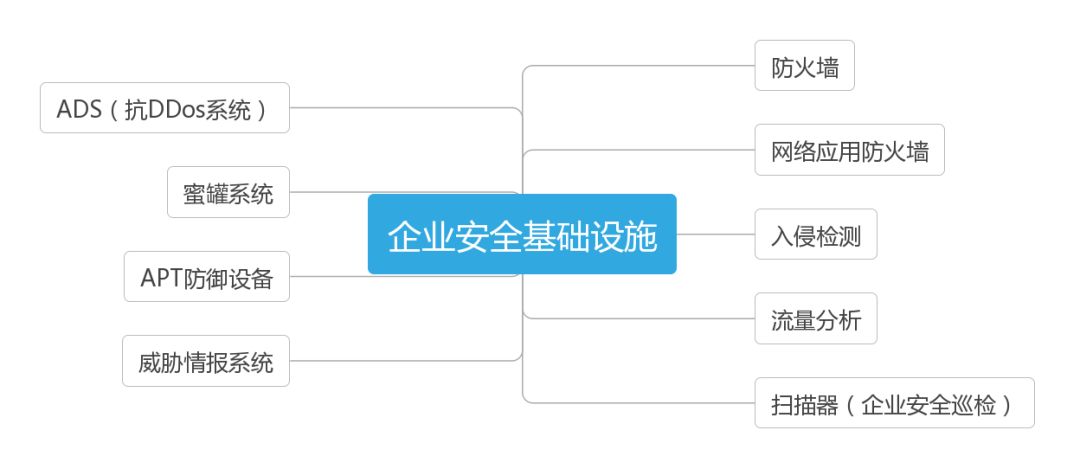 企业安全基础设施
防火墙
网络应用防火墙
入侵检测
流量分析
扫描器（企业安全巡检）
ADS（抗DDos系统）
蜜罐系统
APT防御设备
威胁情报系统